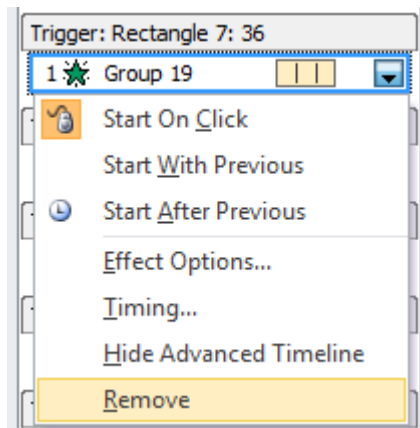 Trigger: Rectangle 7: 36
1 Group 19
Start On Click
Start With Previous
Start After Previous
Effect Options...
Timing...
Hide Advanced Timeline
Remove